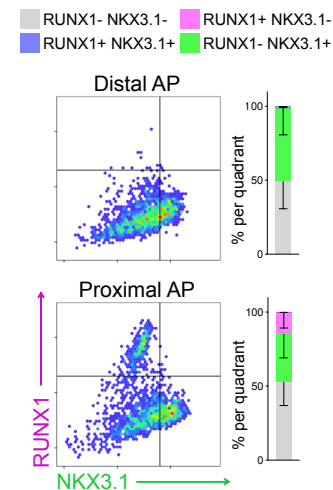 RUNX1- NKX3.1- RUNX1+ NKX3.1-
RUNX1+ NKX3.1+ RUNX1- NKX3.1+
Distal AP
100
50
0
% per quadrant
Proximal AP
100
50
0
% per quadrant
RUNX1
NKX3.1